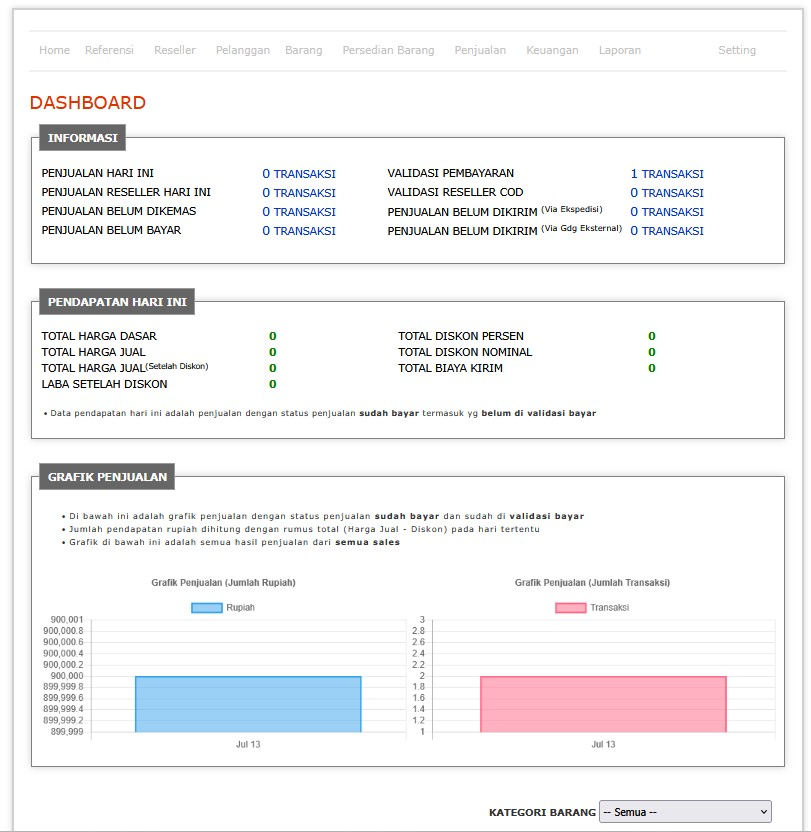 Home Referensi Reseller Pelanggan Barang Persedian Barang Penjualan Keuangan Laporan Setting
DASHBOARD
INFORMASI
PENJUALAN HARI INI 0 TRANSAKSI VALIDASI PEMBAYARAN 1 TRANSAKSI
PENJUALAN RESELLER HARI INI 0 TRANSAKSI VALIDASI RESELLER COD 0 TRANSAKSI
PENJUALAN BELUM DIKEMAS 0 TRANSAKSI PENJUALAN BELUM DIKIRIM (Via Ekspedisi) 0 TRANSAKSI
PENJUALAN BELUM BAYAR 0 TRANSAKSI PENJUALAN BELUM DIKIRIM (Via Gdg Eksternal) 0 TRANSAKSI
PENDAPATAN HARI INI
TOTAL HARGA DASAR 0 TOTAL DISKON PERSEN 0
TOTAL HARGA JUAL 0 TOTAL DISKON NOMINAL 0
TOTAL HARGA JUAL(Setelah Diskon) 0 TOTAL BIAYA KIRIM 0
LABA SETELAH DISKON 0
• Data pendapatan hari ini adalah penjualan dengan status penjualan sudah bayar termasuk yg belum di validasi bayar
GRAFIK PENJUALAN
• Di bawah ini adalah grafik penjualan dengan status penjualan sudah bayar dan sudah di validasi bayar
• Jumlah pendapatan rupiah dihitung dengan rumus total (Harga Jual - Diskon) pada hari tertentu
• Grafik di bawah ini adalah semua hasil penjualan dari semua sales
Grafik Penjualan (Jumlah Rupiah)
Rupiah
900,001
900,000.8
900,000.6
900,000.4
900,000.2
900,000
899,999.8
899,999.6
899,999.4
899,999.2
899,999
Jul 13
Grafik Penjualan (Jumlah Transaksi)
Transaksi
3
2.8
2.6
2.4
2.2
2
1.8
1.6
1.4
1.2
1
Jul 13
KATEGORI BARANG -- Semua --